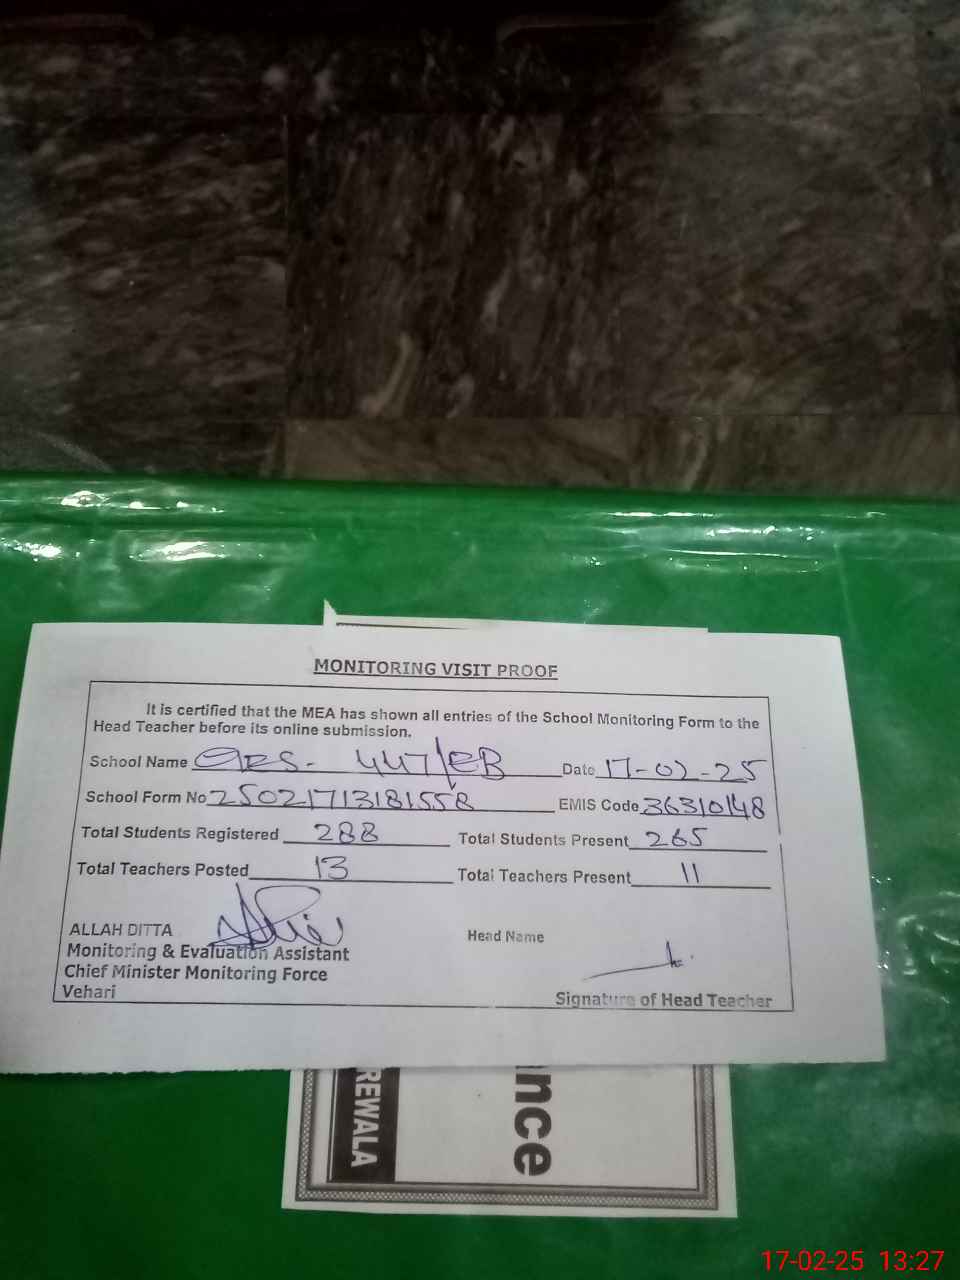 MONITORING VISIT PROOF
It is certified that the MEA has shown all entries of the School Monitoring Form to the
Head Teacher before its online submission.
School Name GES- 447/EB Date 17-02-25
School Form No 25021713181558 EMIS Code 36310148
Total Students Registered 288 Total Students Present 265
Total Teachers Posted 13 Total Teachers Present 11
ALLAH DITTA
Monitoring & Evaluation Assistant
Chief Minister Monitoring Force
Vehari
Head Name
Signature of Head Teacher
REWALA
nce
17-02-25 13:27